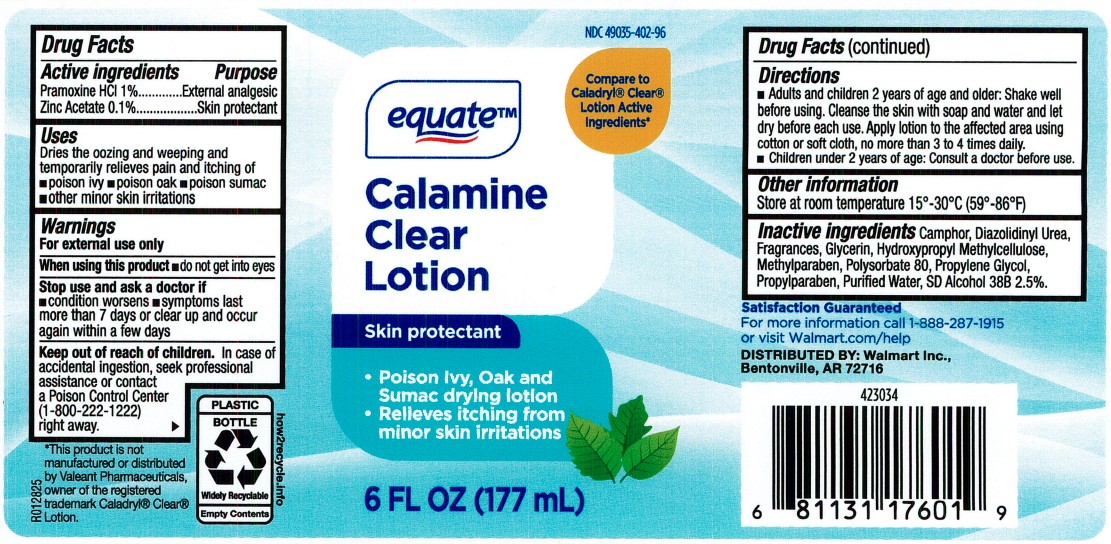 Drug Facts
Active ingredients Purpose
Pramoxine HCl 1%.............External analgesic
Zinc Acetate 0.1%.................Skin protectant
Uses
Dries the oozing and weeping and
temporarily relieves pain and itching of
■ poison ivy ■ poison oak ■ poison sumac
■ other minor skin irritations
Warnings
For external use only
When using this product ■ do not get into eyes
Stop use and ask a doctor if
■ condition worsens ■ symptoms last
more than 7 days or clear up and occur
again within a few days
Keep out of reach of children. In case of
accidental ingestion, seek professional
assistance or contact
a Poison Control Center
(1-800-222-1222)
right away.
*This product is not
manufactured or distributed
by Valeant Pharmaceuticals,
owner of the registered
trademark Caladryl® Clear®
Lotion.
R012825
PLASTIC
BOTTLE
Widely Recyclable
Empty Contents
how2recycle.info
NDC 49035-402-96
equate™
Compare to
Caladryl® Clear®
Lotion Active
Ingredients*
Calamine
Clear
Lotion
Skin protectant
• Poison Ivy, Oak and
Sumac drying lotion
• Relieves itching from
minor skin irritations
6 FL OZ (177 mL)
Drug Facts (continued)
Directions
■ Adults and children 2 years of age and older: Shake well
before using. Cleanse the skin with soap and water and let
dry before each use. Apply lotion to the affected area using
cotton or soft cloth, no more than 3 to 4 times daily.
■ Children under 2 years of age: Consult a doctor before use.
Other information
Store at room temperature 15°-30°C (59°-86°F)
Inactive ingredients Camphor, Diazolidinyl Urea,
Fragrances, Glycerin, Hydroxypropyl Methylcellulose,
Methylparaben, Polysorbate 80, Propylene Glycol,
Propylparaben, Purified Water, SD Alcohol 38B 2.5%.
Satisfaction Guaranteed
For more information call 1-888-287-1915
or visit Walmart.com/help
DISTRIBUTED BY: Walmart Inc.,
Bentonville, AR 72716
423034
6 81131 17601 9